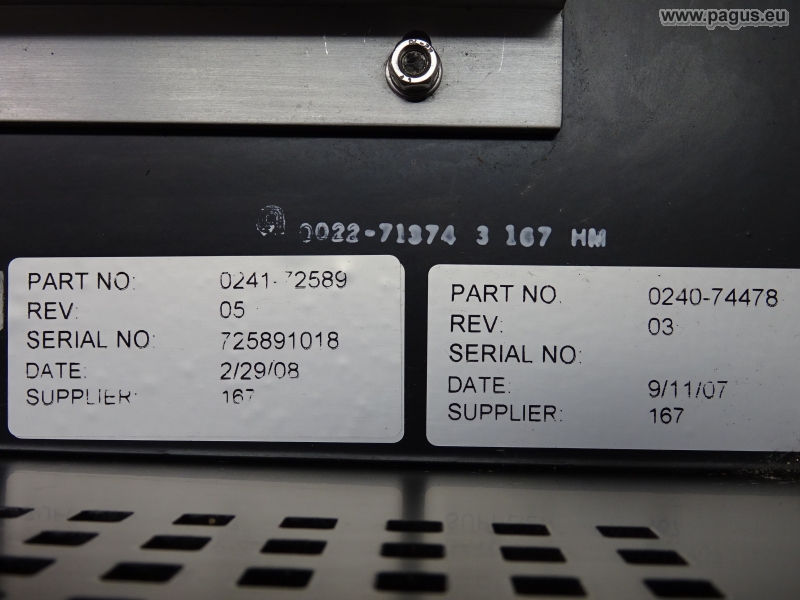 www.pagus.eu
0022-71374 3 167 HM
PART NO: 0241-72589
REV: 05
SERIAL NO: 725891018
DATE: 2/29/08
SUPPLIER: 167
PART NO. 0240-74478
REV: 03
SERIAL NO:
DATE: 9/11/07
SUPPLIER: 167